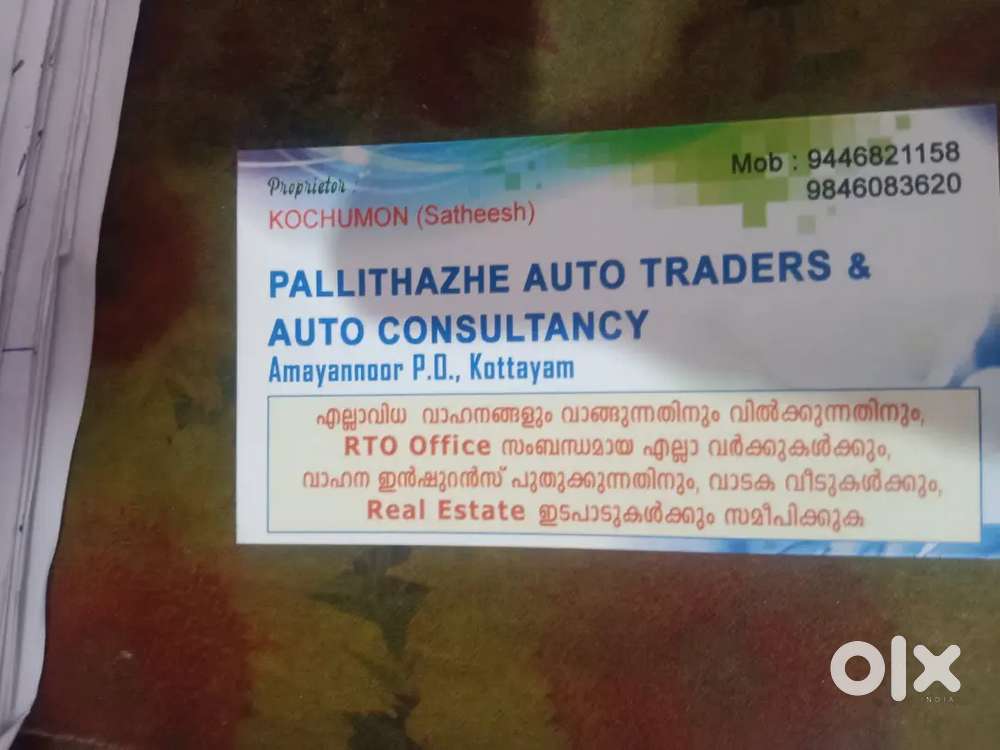 Proprietor :
KOCHUMON (Satheesh)
Mob : 9446821158
9846083620
PALLITHAZHE AUTO TRADERS &
AUTO CONSULTANCY
Amayannoor P.O., Kottayam
എല്ലാവിധ വാഹനങ്ങളും വാങ്ങുന്നതിനും വിൽക്കുന്നതിനും,
RTO Office സംബന്ധമായ എല്ലാ വർക്കുകൾക്കും,
വാഹന ഇൻഷുറൻസ് പുതുക്കുന്നതിനും, വാടക വീടുകൾക്കും,
Real Estate ഇടപാടുകൾക്കും സമീപിക്കുക
olx
INDIA